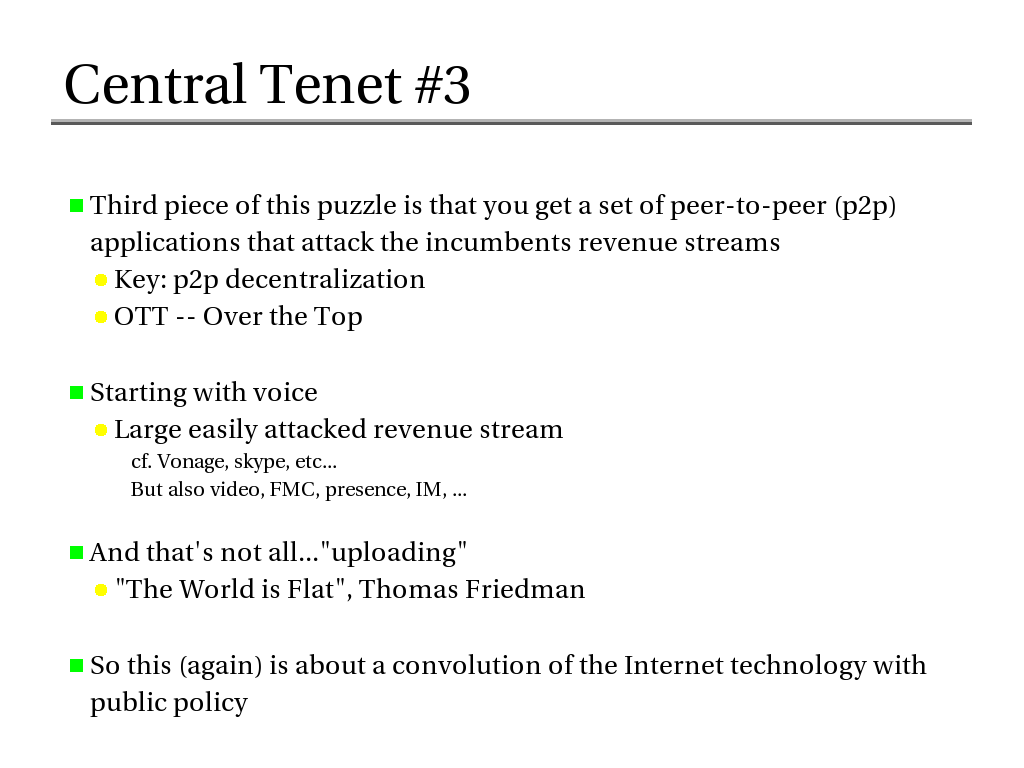 Central Tenet #3
Third piece of this puzzle is that you get a set of peer-to-peer (p2p)
applications that attack the incumbents revenue streams
Key: p2p decentralization
OTT -- Over the Top
Starting with voice
Large easily attacked revenue stream
cf. Vonage, skype, etc...
But also video, FMC, presence, IM, ...
And that's not all..."uploading"
"The World is Flat", Thomas Friedman
So this (again) is about a convolution of the Internet technology with
public policy